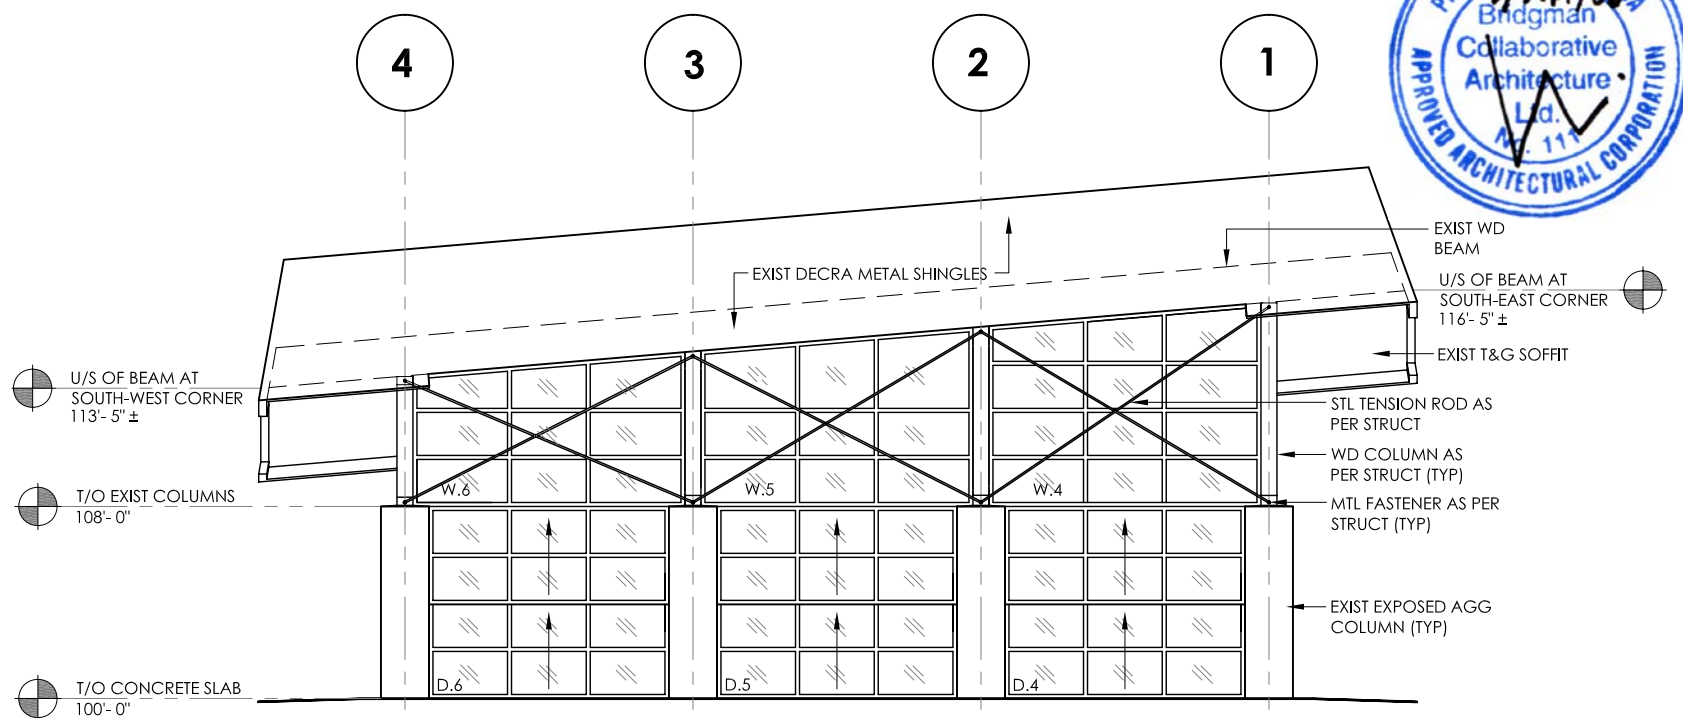 4
3
2
1
Bridgman
Collaborative
Architecture
Ltd.
No. 111
APPROVED ARCHITECTURAL CORPORATION
EXIST WD
BEAM
EXIST DECRA METAL SHINGLES
U/S OF BEAM AT
SOUTH-EAST CORNER
116'- 5" ±
EXIST T&G SOFFIT
U/S OF BEAM AT
SOUTH-WEST CORNER
113'- 5" ±
STL TENSION ROD AS
PER STRUCT
WD COLUMN AS
PER STRUCT (TYP)
W.6
W.5
W.4
T/O EXIST COLUMNS
108'- 0"
MTL FASTENER AS PER
STRUCT (TYP)
EXIST EXPOSED AGG
COLUMN (TYP)
D.6
D.5
D.4
T/O CONCRETE SLAB
100'- 0"